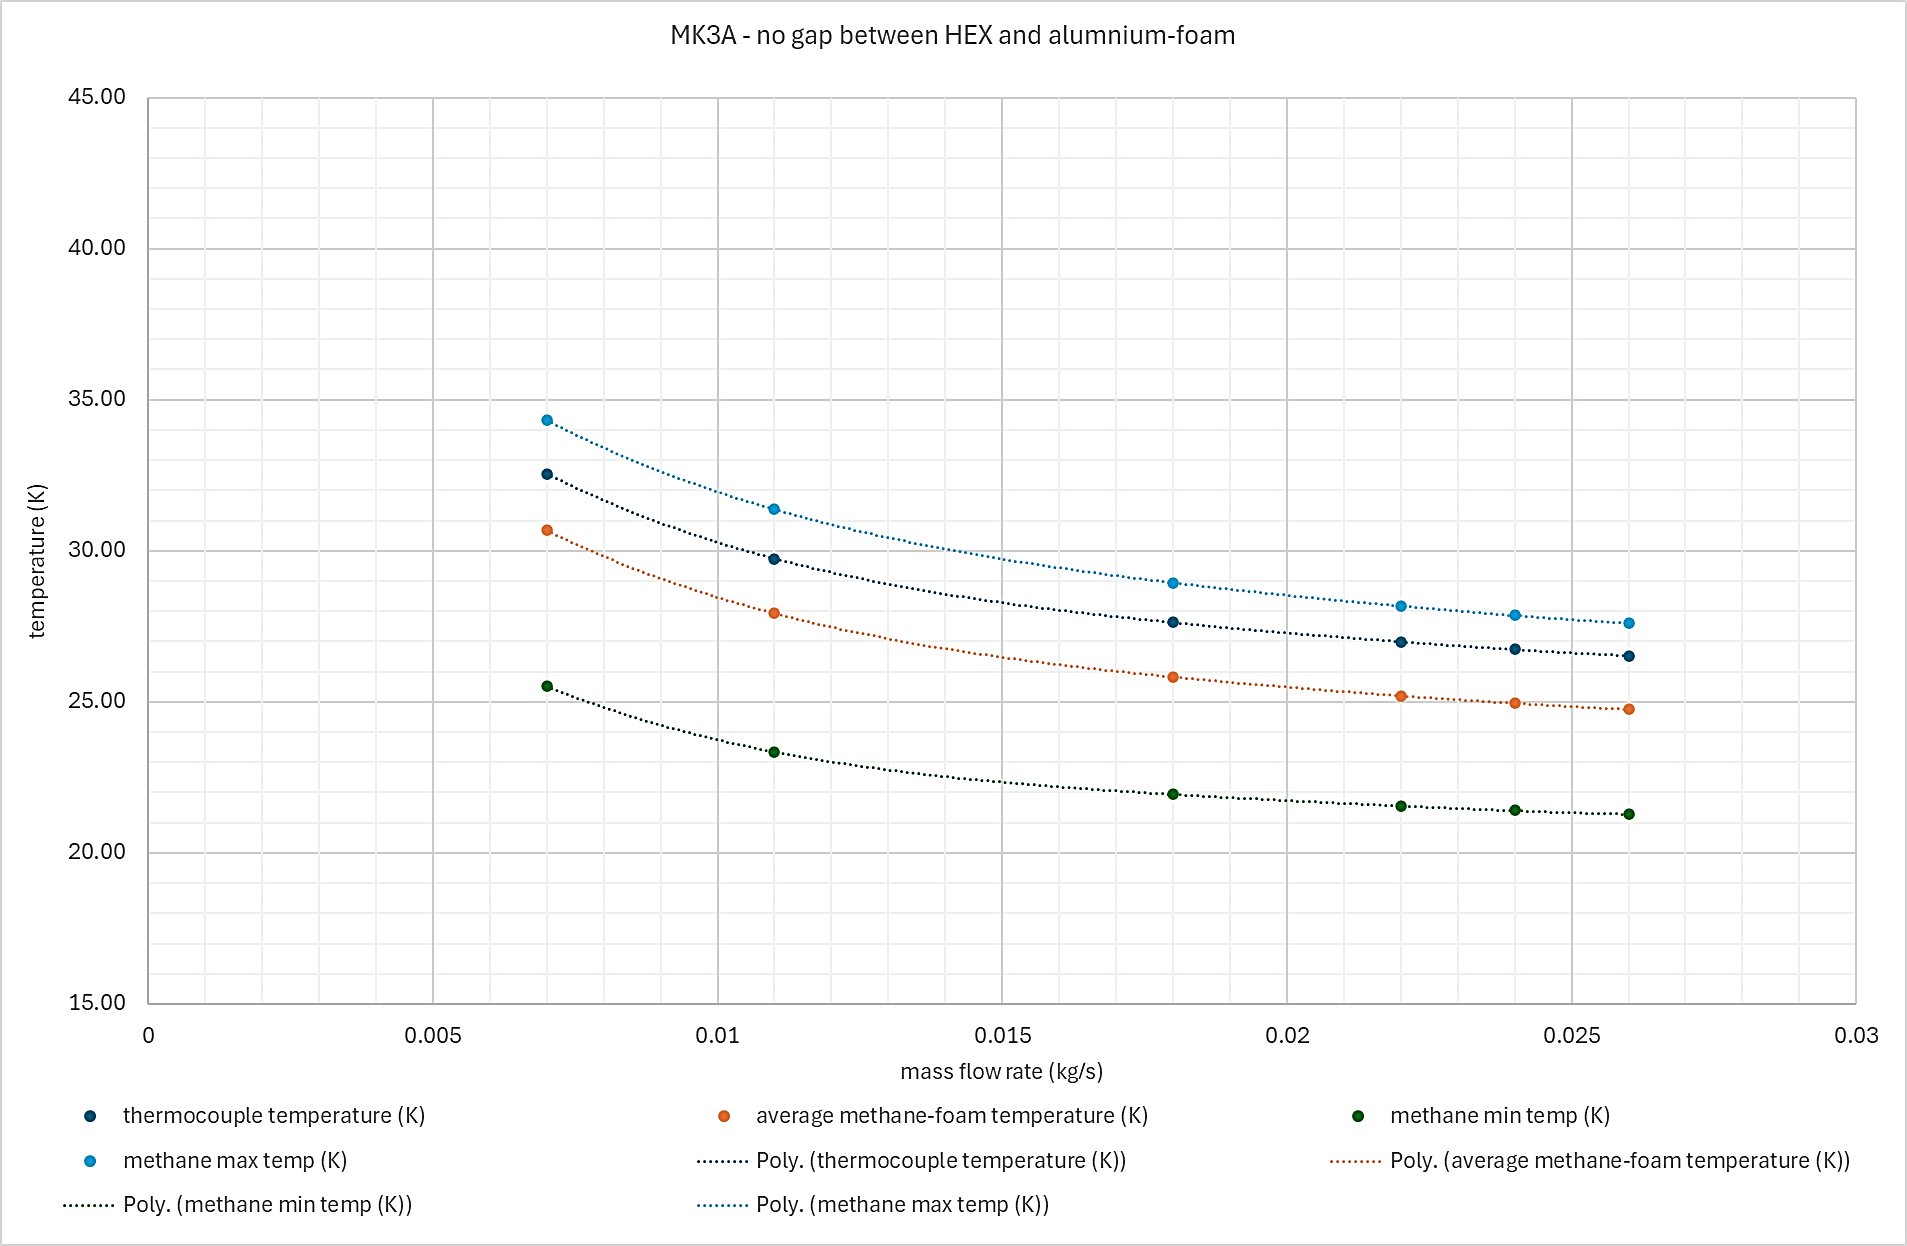 MK3A - no gap between HEX and alumnium-foam
45.00
40.00
35.00
30.00
25.00
20.00
15.00
temperature (K)
0 0.005 0.01 0.015 0.02 0.025 0.03
mass flow rate (kg/s)
thermocouple temperature (K) average methane-foam temperature (K) methane min temp (K)
methane max temp (K) Poly. (thermocouple temperature (K)) Poly. (average methane-foam temperature (K))
Poly. (methane min temp (K)) Poly. (methane max temp (K))